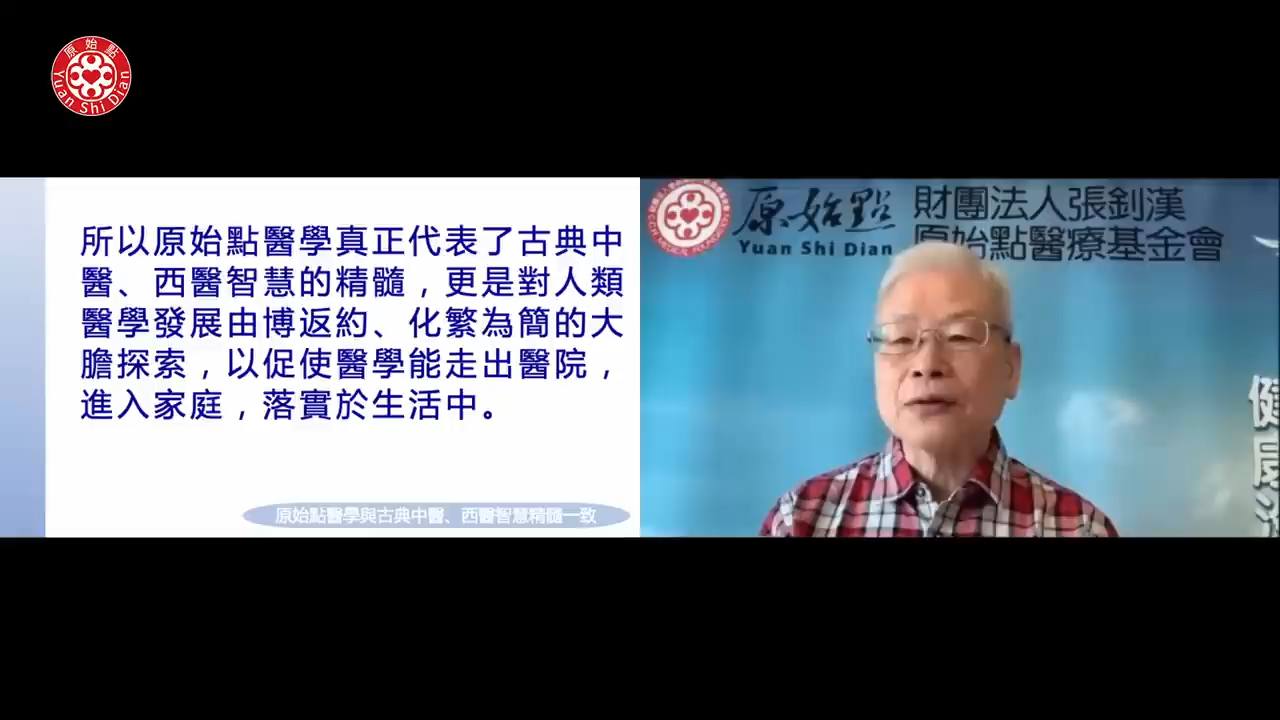 原始點
Yuan Shi Dian
所以原始點醫學真正代表了古典中
醫、西醫智慧的精髓，更是對人類
醫學發展由博返約、化繁為簡的大
膽探索，以促使醫學能走出醫院，
進入家庭，落實於生活中。
原始點醫學與古典中醫、西醫智慧精髓一致
原始點
Yuan Shi Dian
財團法人張釗漢
原始點醫療基金會
健康